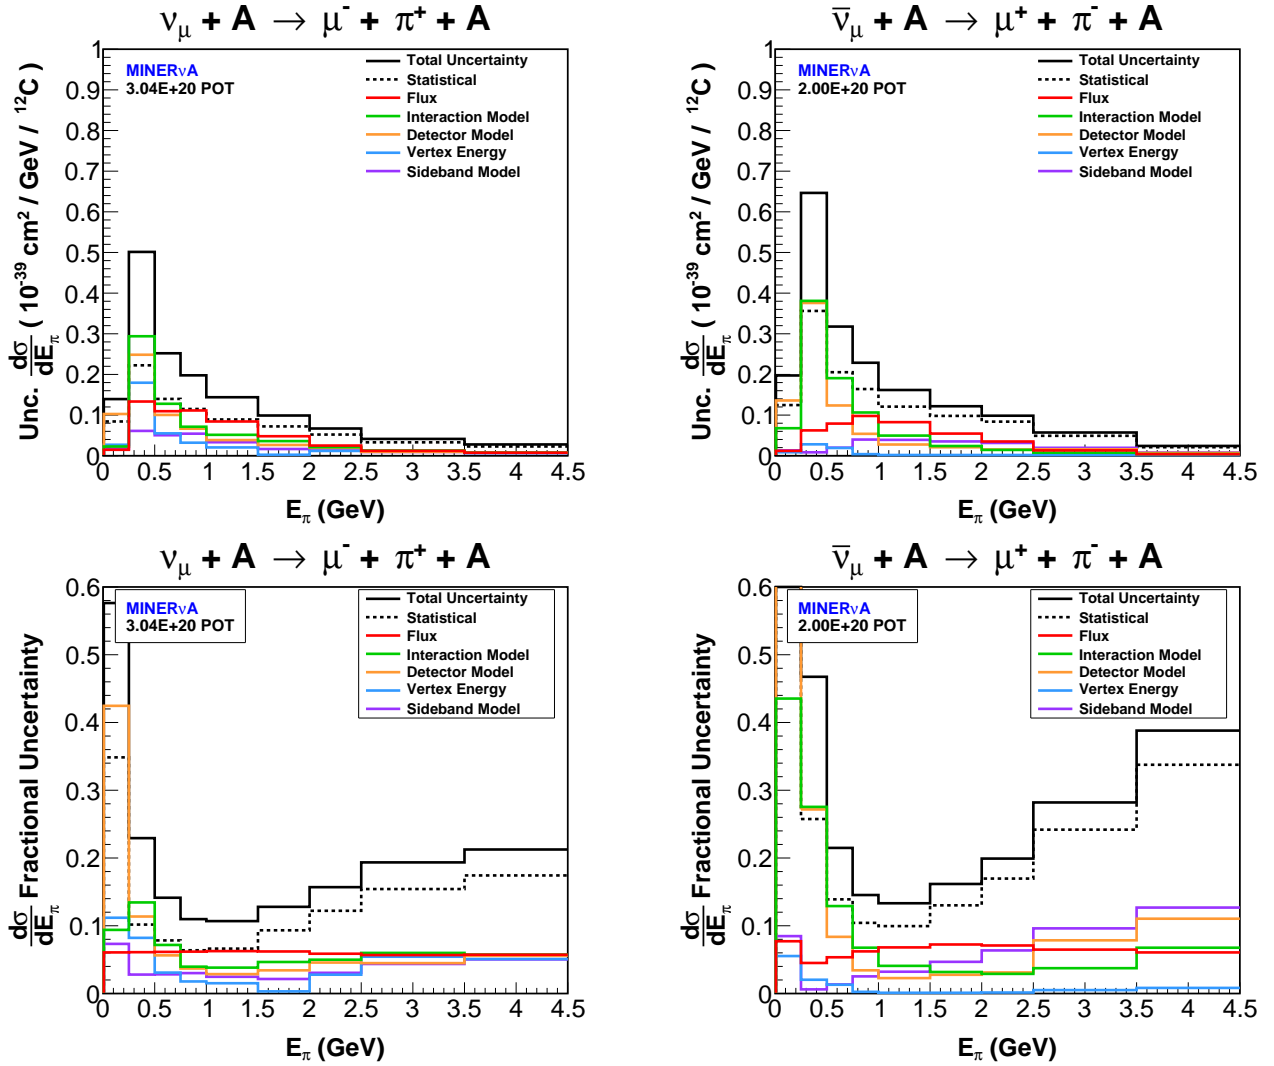 ν_μ + A → μ⁻ + π⁺ + A
MINERνA
3.04E+20 POT
Total Uncertainty
Statistical
Flux
Interaction Model
Detector Model
Vertex Energy
Sideband Model
Unc. dσ/dE_π ( 10⁻³⁹ cm² / GeV / ¹²C )
1
0.9
0.8
0.7
0.6
0.5
0.4
0.3
0.2
0.1
0
0 0.5 1 1.5 2 2.5 3 3.5 4 4.5
E_π (GeV)
ν̅_μ + A → μ⁺ + π⁻ + A
MINERνA
2.00E+20 POT
Total Uncertainty
Statistical
Flux
Interaction Model
Detector Model
Vertex Energy
Sideband Model
Unc. dσ/dE_π ( 10⁻³⁹ cm² / GeV / ¹²C )
1
0.9
0.8
0.7
0.6
0.5
0.4
0.3
0.2
0.1
0
0 0.5 1 1.5 2 2.5 3 3.5 4 4.5
E_π (GeV)
ν_μ + A → μ⁻ + π⁺ + A
MINERνA
3.04E+20 POT
Total Uncertainty
Statistical
Flux
Interaction Model
Detector Model
Vertex Energy
Sideband Model
dσ/dE_π Fractional Uncertainty
0.6
0.5
0.4
0.3
0.2
0.1
0
0 0.5 1 1.5 2 2.5 3 3.5 4 4.5
E_π (GeV)
ν̅_μ + A → μ⁺ + π⁻ + A
MINERνA
2.00E+20 POT
Total Uncertainty
Statistical
Flux
Interaction Model
Detector Model
Vertex Energy
Sideband Model
dσ/dE_π Fractional Uncertainty
0.6
0.5
0.4
0.3
0.2
0.1
0
0 0.5 1 1.5 2 2.5 3 3.5 4 4.5
E_π (GeV)